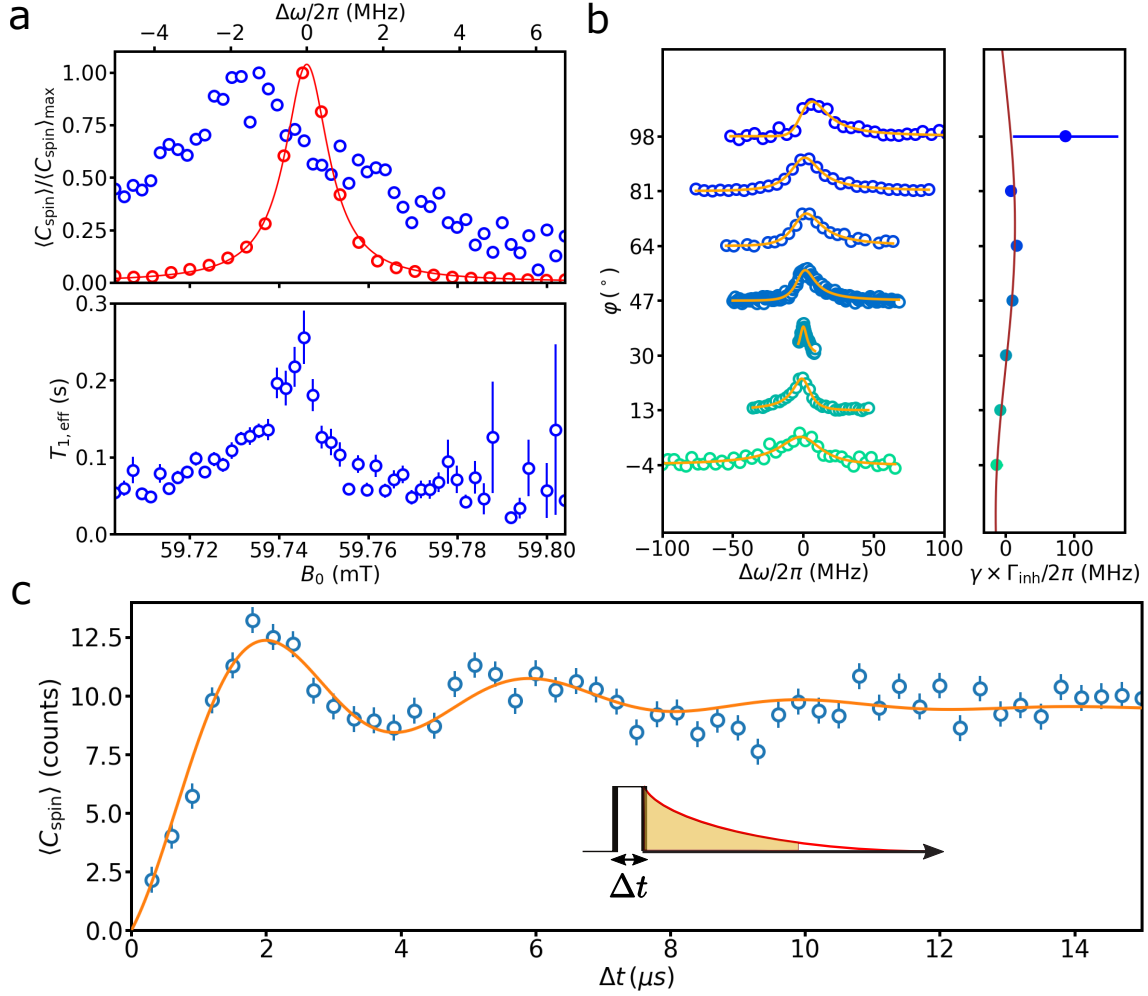 a
Δω/2π (MHz)
−4 −2 0 2 4 6
⟨C_spin⟩/⟨C_spin⟩_max
1.00
0.75
0.50
0.25
0.00
T_1,eff (s)
0.3
0.2
0.1
0.0
59.72 59.74 59.76 59.78 59.80
B_0 (mT)
b
φ(°)
98
81
64
47
30
13
−4
−100 −50 0 50 100
Δω/2π (MHz)
0 100
γ × Γ_inh/2π (MHz)
c
⟨C_spin⟩ (counts)
12.5
10.0
7.5
5.0
2.5
0.0
Δt
0 2 4 6 8 10 12 14
Δt (μs)